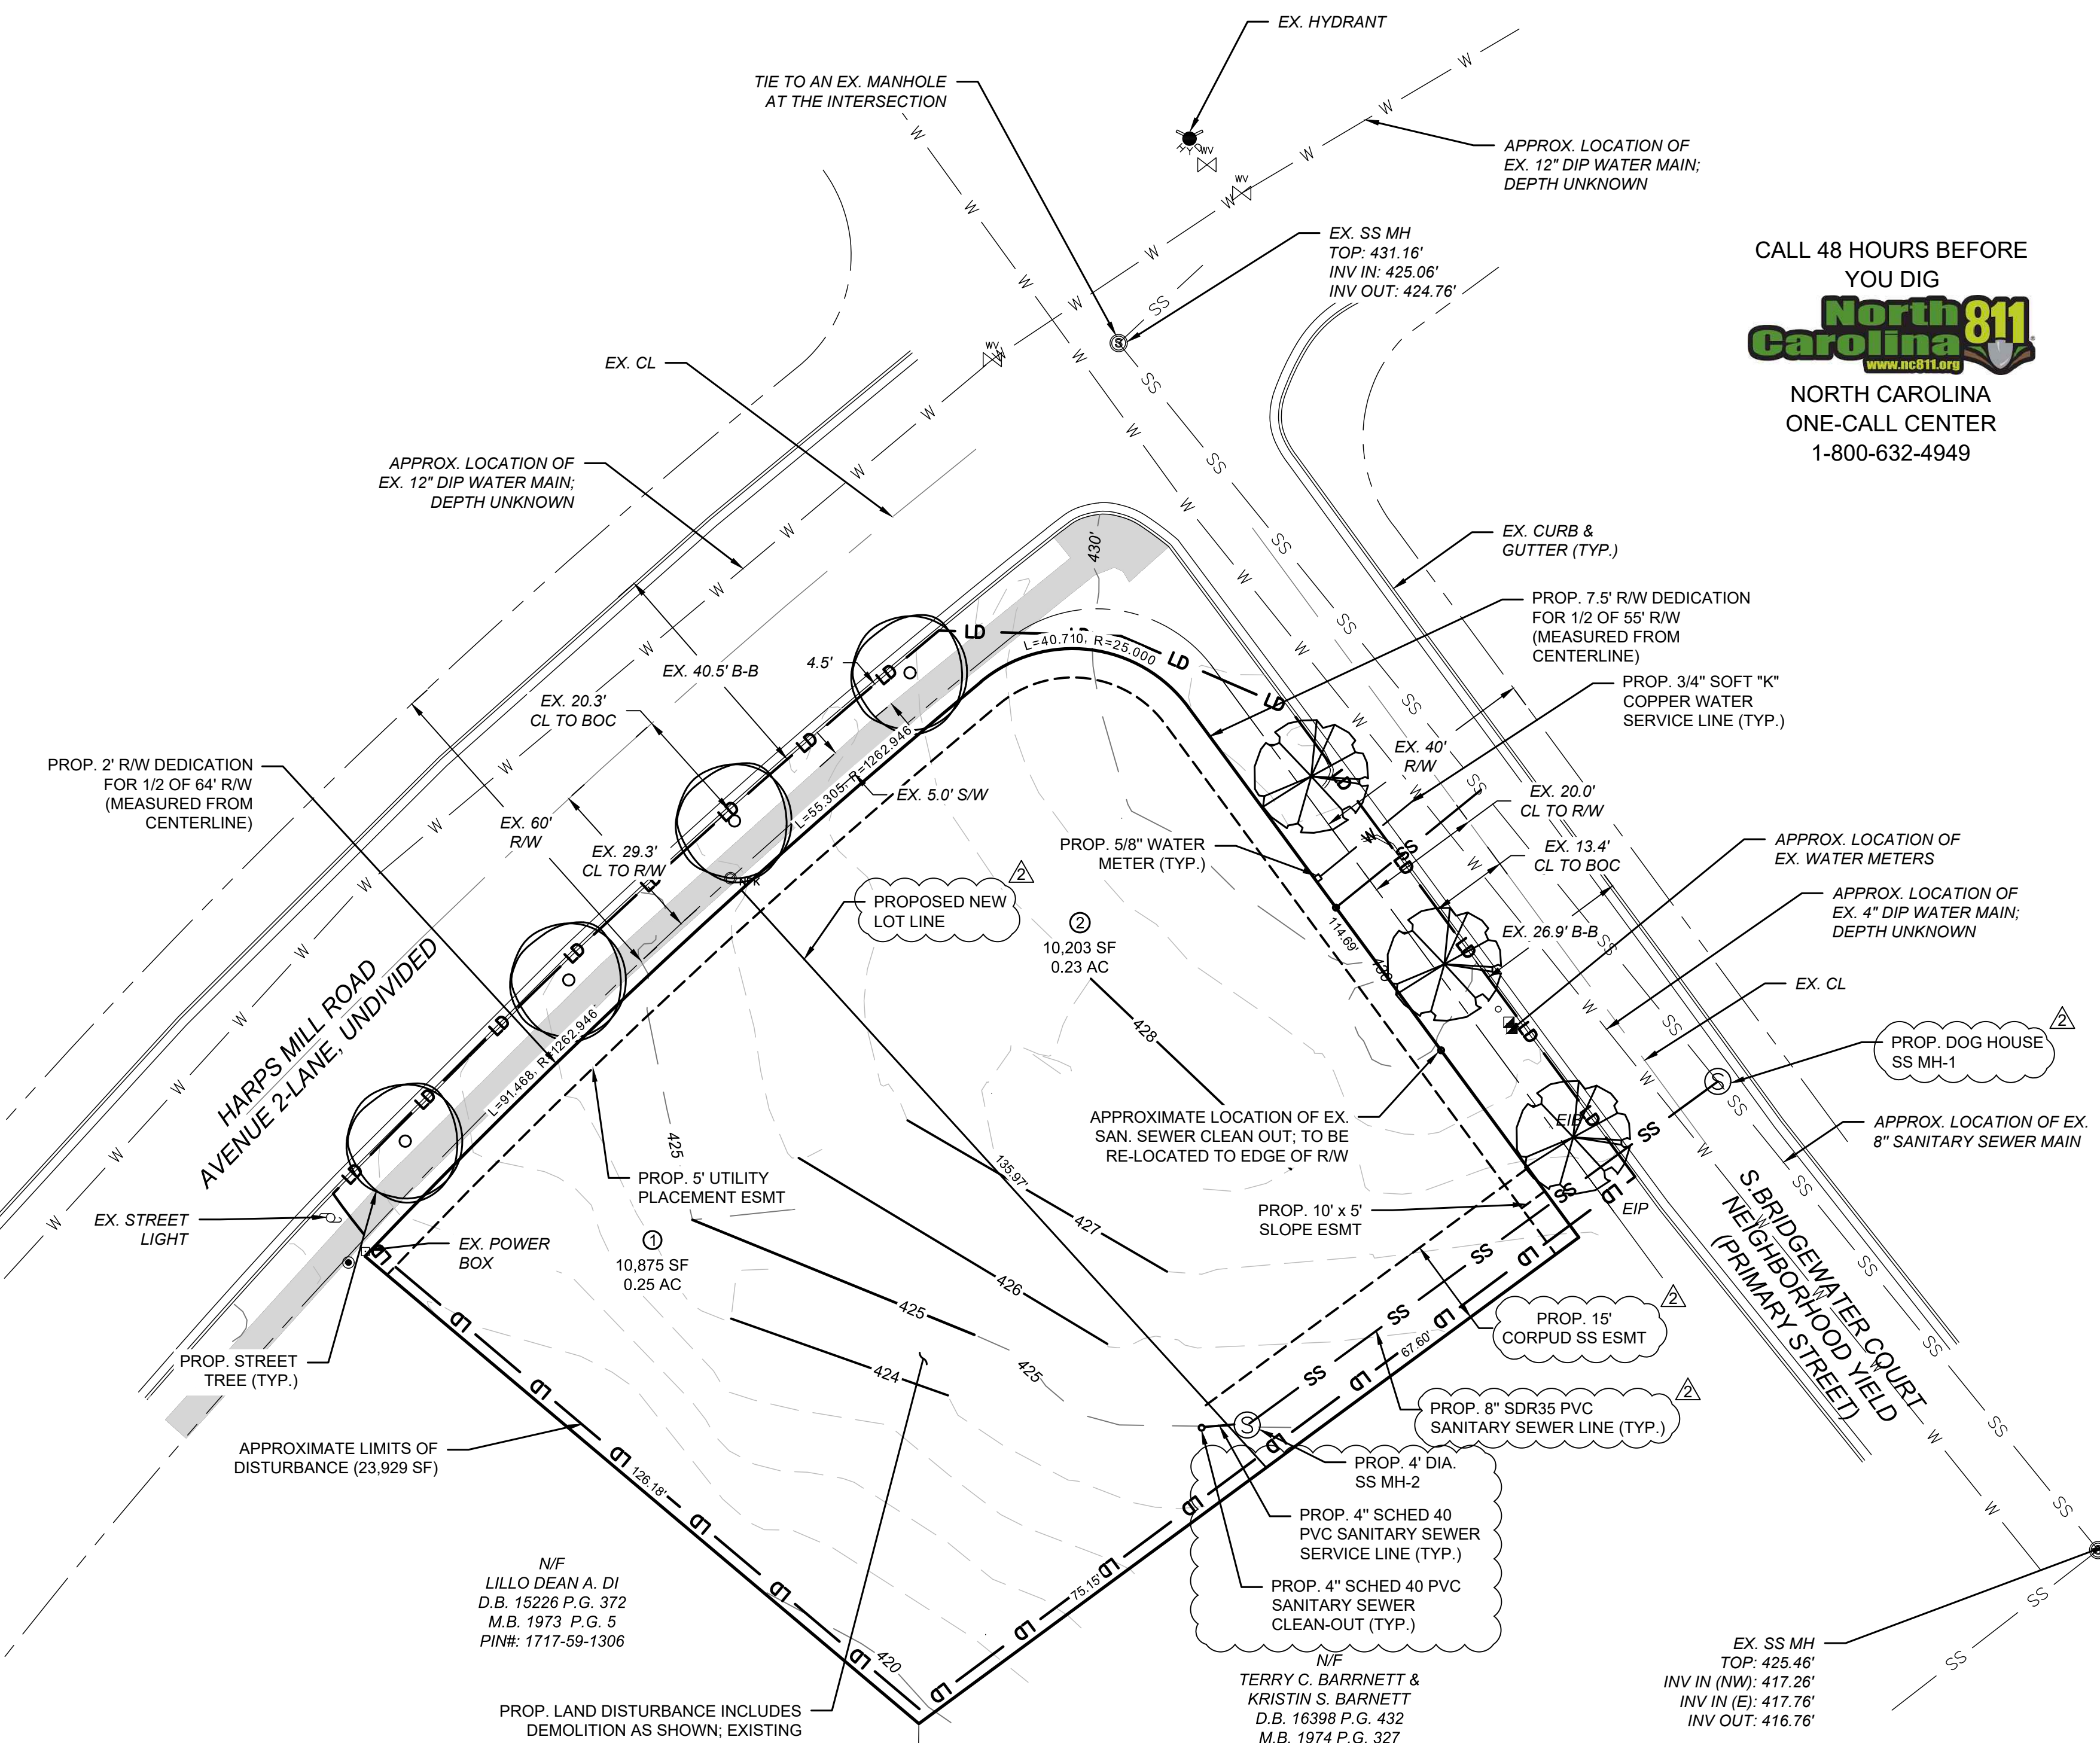 EX. HYDRANT
TIE TO AN EX. MANHOLE
AT THE INTERSECTION
HYD
WV
WV
WV
APPROX. LOCATION OF
EX. 12" DIP WATER MAIN;
DEPTH UNKNOWN
EX. SS MH
TOP: 431.16'
INV IN: 425.06'
INV OUT: 424.76'
CALL 48 HOURS BEFORE
YOU DIG
North
Carolina 811
www.nc811.org
NORTH CAROLINA
ONE-CALL CENTER
1-800-632-4949
EX. CL
APPROX. LOCATION OF
EX. 12" DIP WATER MAIN;
DEPTH UNKNOWN
430'
EX. CURB &
GUTTER (TYP.)
PROP. 7.5' R/W DEDICATION
FOR 1/2 OF 55' R/W
(MEASURED FROM
CENTERLINE)
L=40.710, R=25.000
4.5'
EX. 40.5' B-B
EX. 20.3'
CL TO BOC
PROP. 3/4" SOFT "K"
COPPER WATER
SERVICE LINE (TYP.)
EX. 40'
R/W
PROP. 2' R/W DEDICATION
FOR 1/2 OF 64' R/W
(MEASURED FROM
CENTERLINE)
L=55.305, R=1262.946
EX. 5.0' S/W
EX. 20.0'
CL TO R/W
EX. 60'
R/W
EX. 29.3'
CL TO R/W
PROP. 5/8" WATER
METER (TYP.)
EX. 13.4'
CL TO BOC
APPROX. LOCATION OF
EX. WATER METERS
PROPOSED NEW
LOT LINE
2
2
10,203 SF
0.23 AC
114.69'
EX. 26.9' B-B
APPROX. LOCATION OF
EX. 4" DIP WATER MAIN;
DEPTH UNKNOWN
EX. CL
HARPS MILL ROAD
AVENUE 2-LANE, UNDIVIDED
L=91.468, R=1262.946
428
PROP. DOG HOUSE
SS MH-1
2
APPROXIMATE LOCATION OF EX.
SAN. SEWER CLEAN OUT; TO BE
RE-LOCATED TO EDGE OF R/W
EIP
APPROX. LOCATION OF EX.
8" SANITARY SEWER MAIN
425
PROP. 5' UTILITY
PLACEMENT ESMT
135.97'
427
PROP. 10' x 5'
SLOPE ESMT
EIP
S.BRIDGEWATER COURT
NEIGHBORHOOD YIELD
(PRIMARY STREET)
EX. STREET
LIGHT
EX. POWER
BOX
1
10,875 SF
0.25 AC
426
425
424
425
67.60'
PROP. 15'
CORPUD SS ESMT
2
PROP. STREET
TREE (TYP.)
PROP. 8" SDR35 PVC
SANITARY SEWER LINE (TYP.)
2
APPROXIMATE LIMITS OF
DISTURBANCE (23,929 SF)
126.18'
PROP. 4' DIA.
SS MH-2
PROP. 4" SCHED 40
PVC SANITARY SEWER
SERVICE LINE (TYP.)
PROP. 4" SCHED 40 PVC
SANITARY SEWER
CLEAN-OUT (TYP.)
75.15'
420
N/F
LILLO DEAN A. DI
D.B. 15226 P.G. 372
M.B. 1973 P.G. 5
PIN#: 1717-59-1306
N/F
TERRY C. BARRNETT &
KRISTIN S. BARNETT
D.B. 16398 P.G. 432
M.B. 1974 P.G. 327
EX. SS MH
TOP: 425.46'
INV IN (NW): 417.26'
INV IN (E): 417.76'
INV OUT: 416.76'
PROP. LAND DISTURBANCE INCLUDES
DEMOLITION AS SHOWN; EXISTING